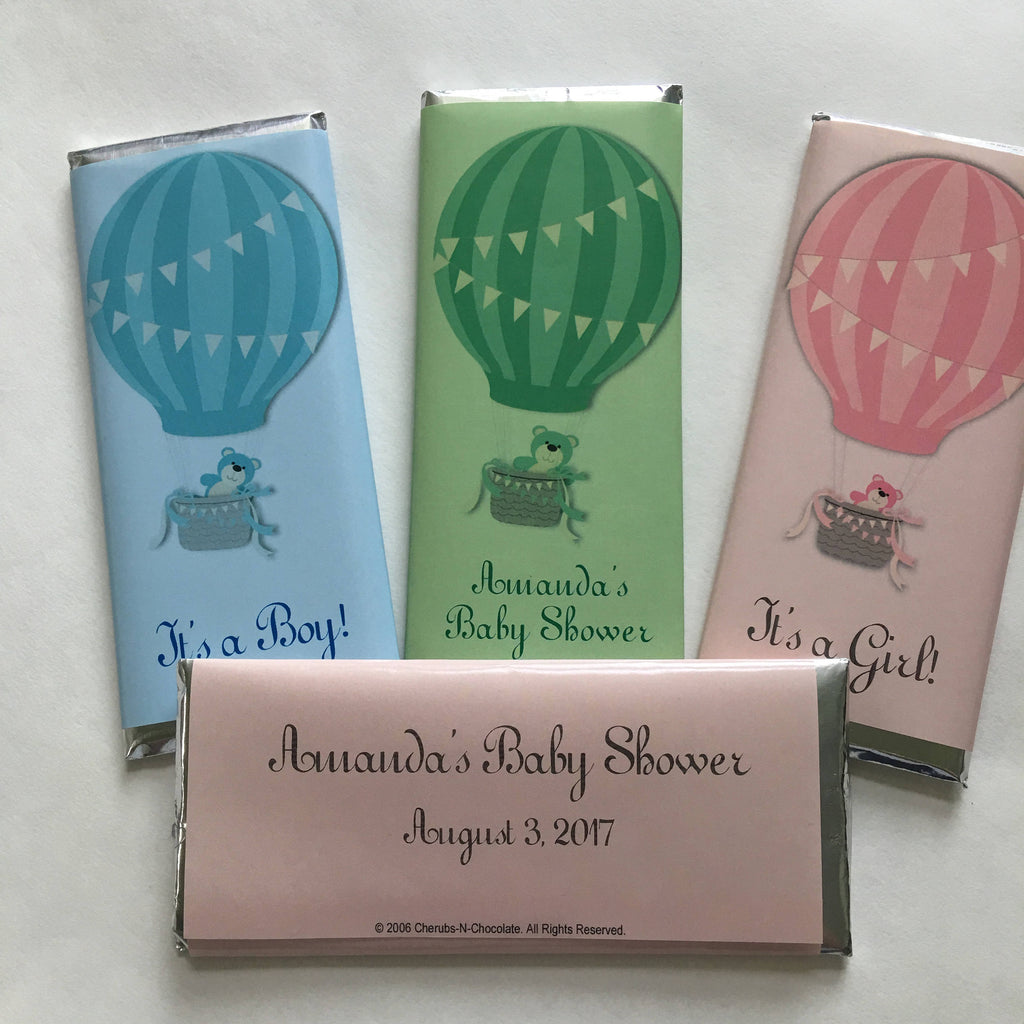 It's a Boy!
Amanda's
Baby Shower
It's a Girl!
Amanda's Baby Shower
August 3, 2017
© 2006 Cherubs-N-Chocolate. All Rights Reserved.